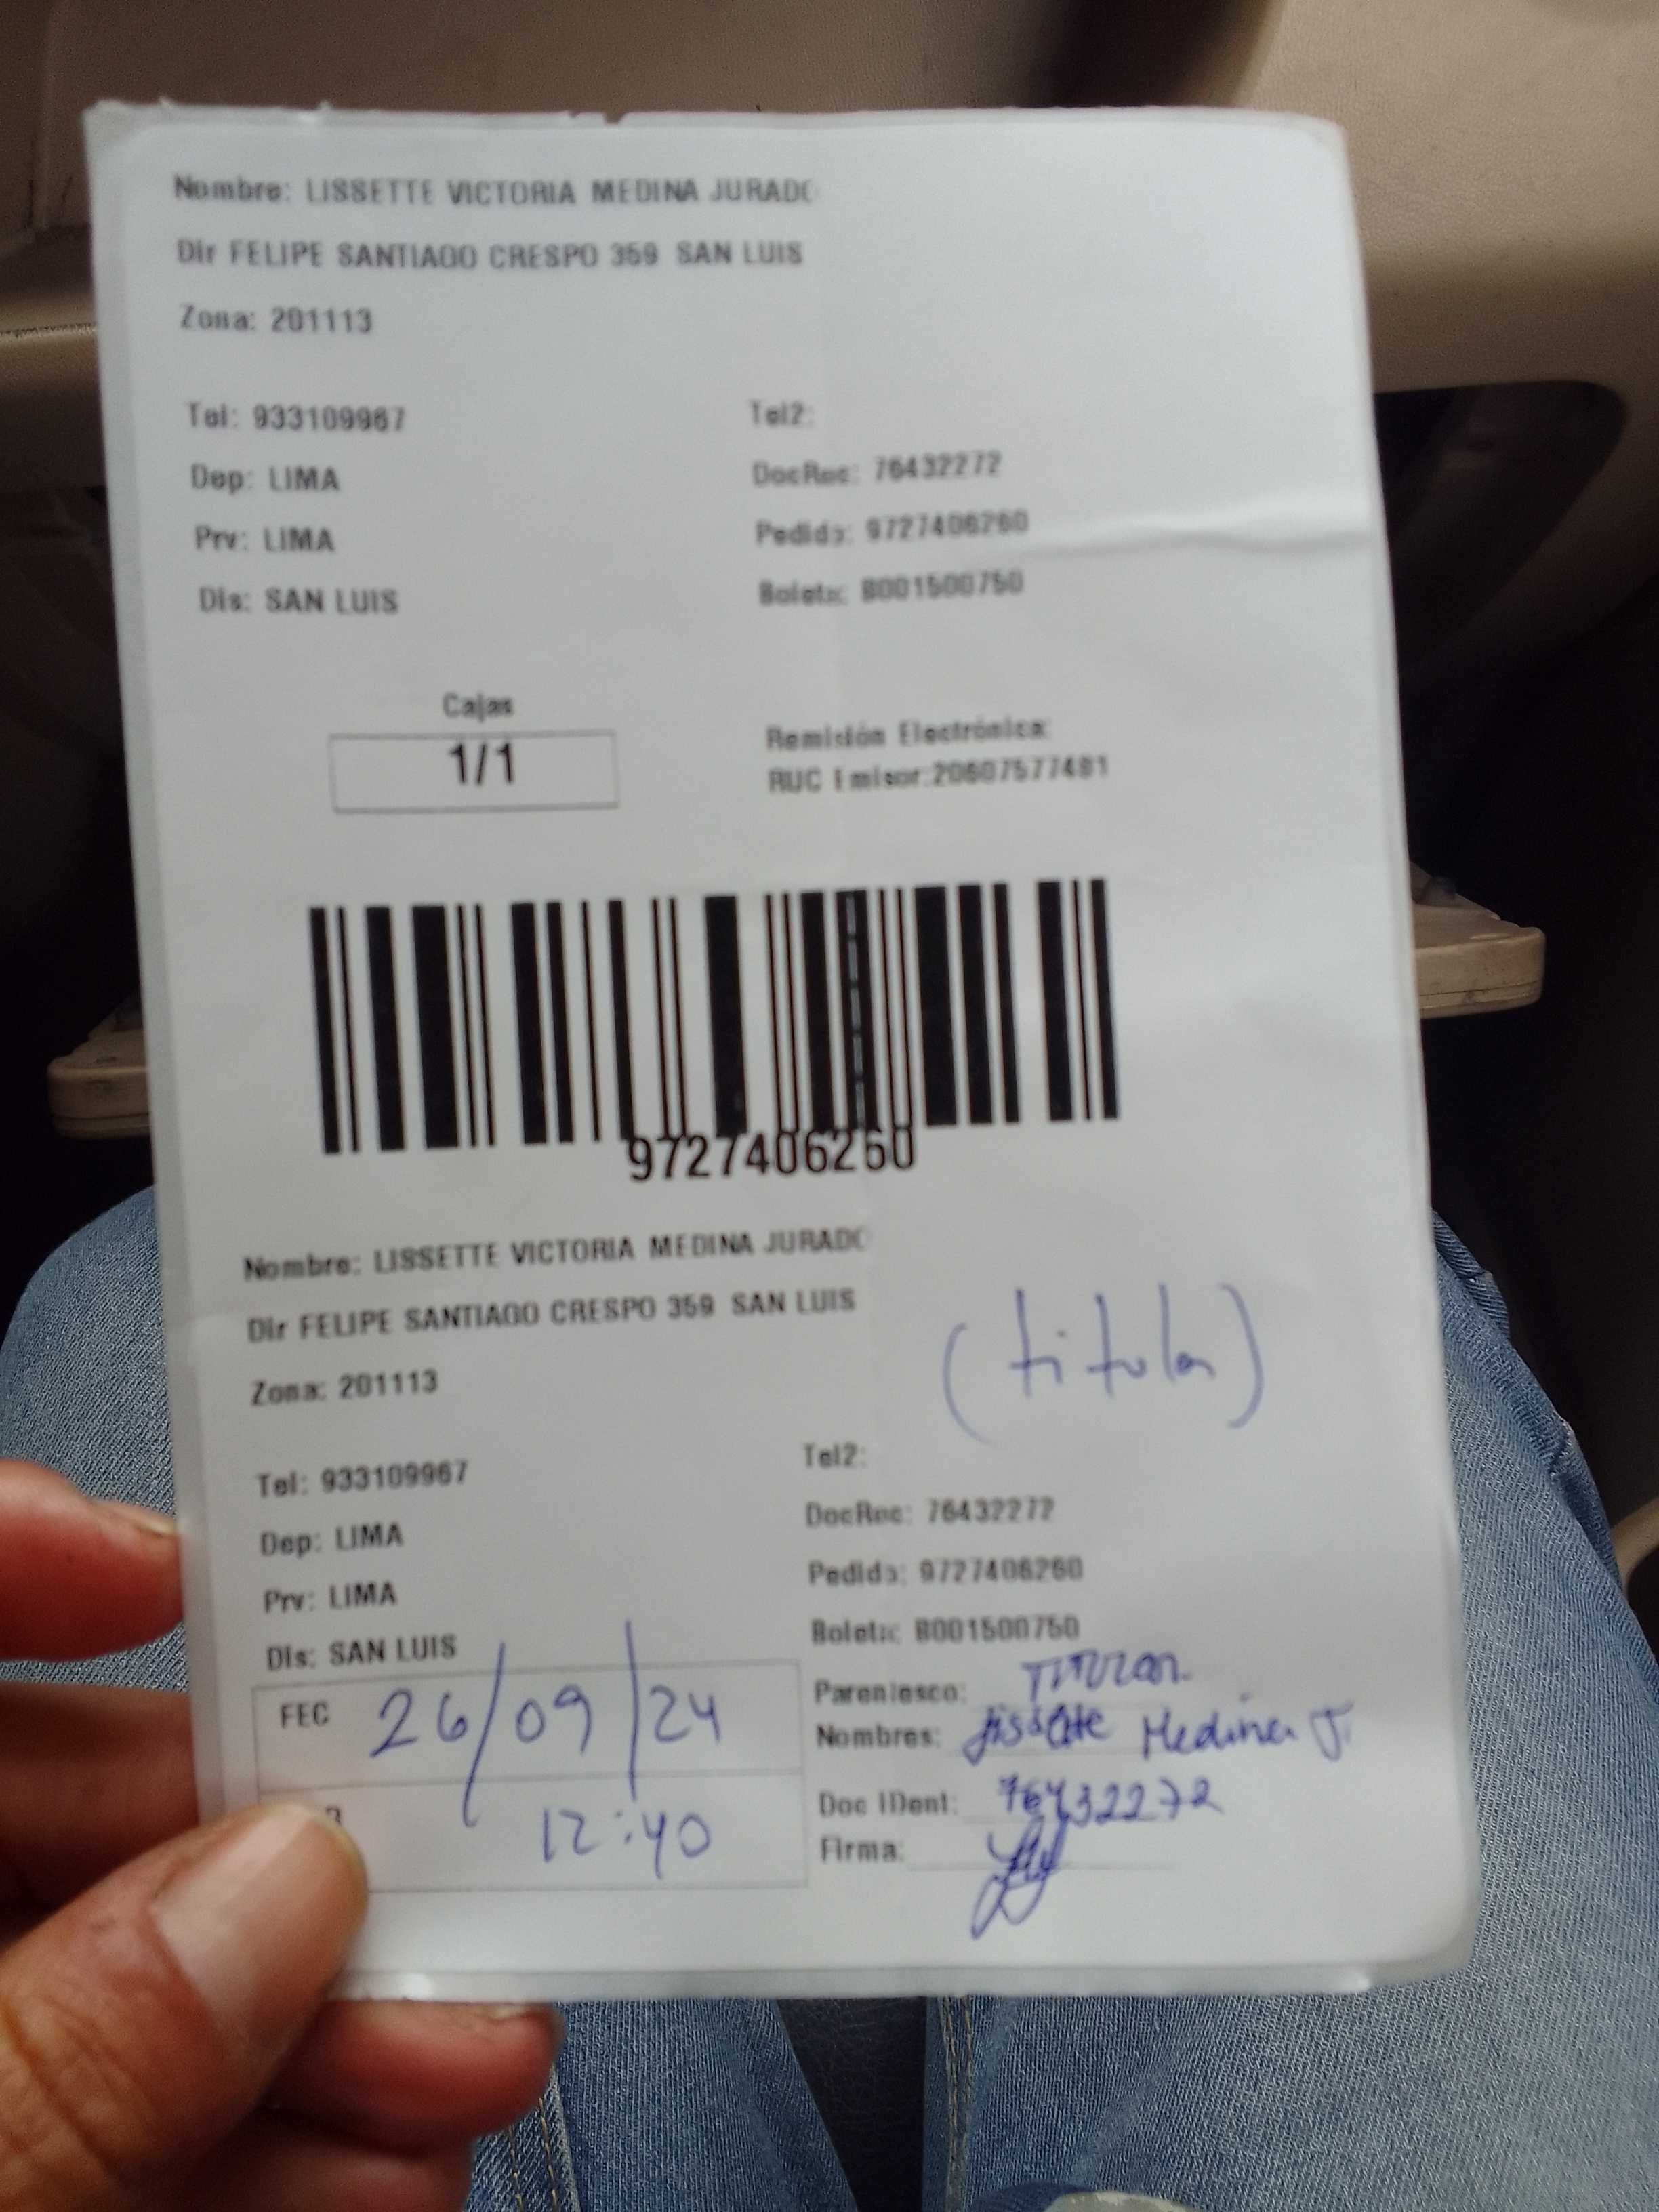 Nombre: LISSETTE VICTORIA MEDINA JURADO
Dir FELIPE SANTIAGO CRESPO 359 SAN LUIS
Zona: 201113
Tel: 933109967
Tel2:
Dep: LIMA
DocRec: 76432272
Prv: LIMA
Pedido: 9727406260
Dis: SAN LUIS
Boleta: B001500750
Cajas
1/1
Remisión Electrónica:
RUC Emisor:20607577481
9727406260
Nombre: LISSETTE VICTORIA MEDINA JURADO
Dir FELIPE SANTIAGO CRESPO 359 SAN LUIS
(titular)
Zona: 201113
Tel: 933109967
Tel2:
Dep: LIMA
DocRec: 76432272
Prv: LIMA
Pedido: 9727406260
Dis: SAN LUIS
Boleta: B001500750
FEC 26/09/24
Parentesco:
Nombres: Lissette Medina J.
12:40
Doc IDent: 76432272
Firma: